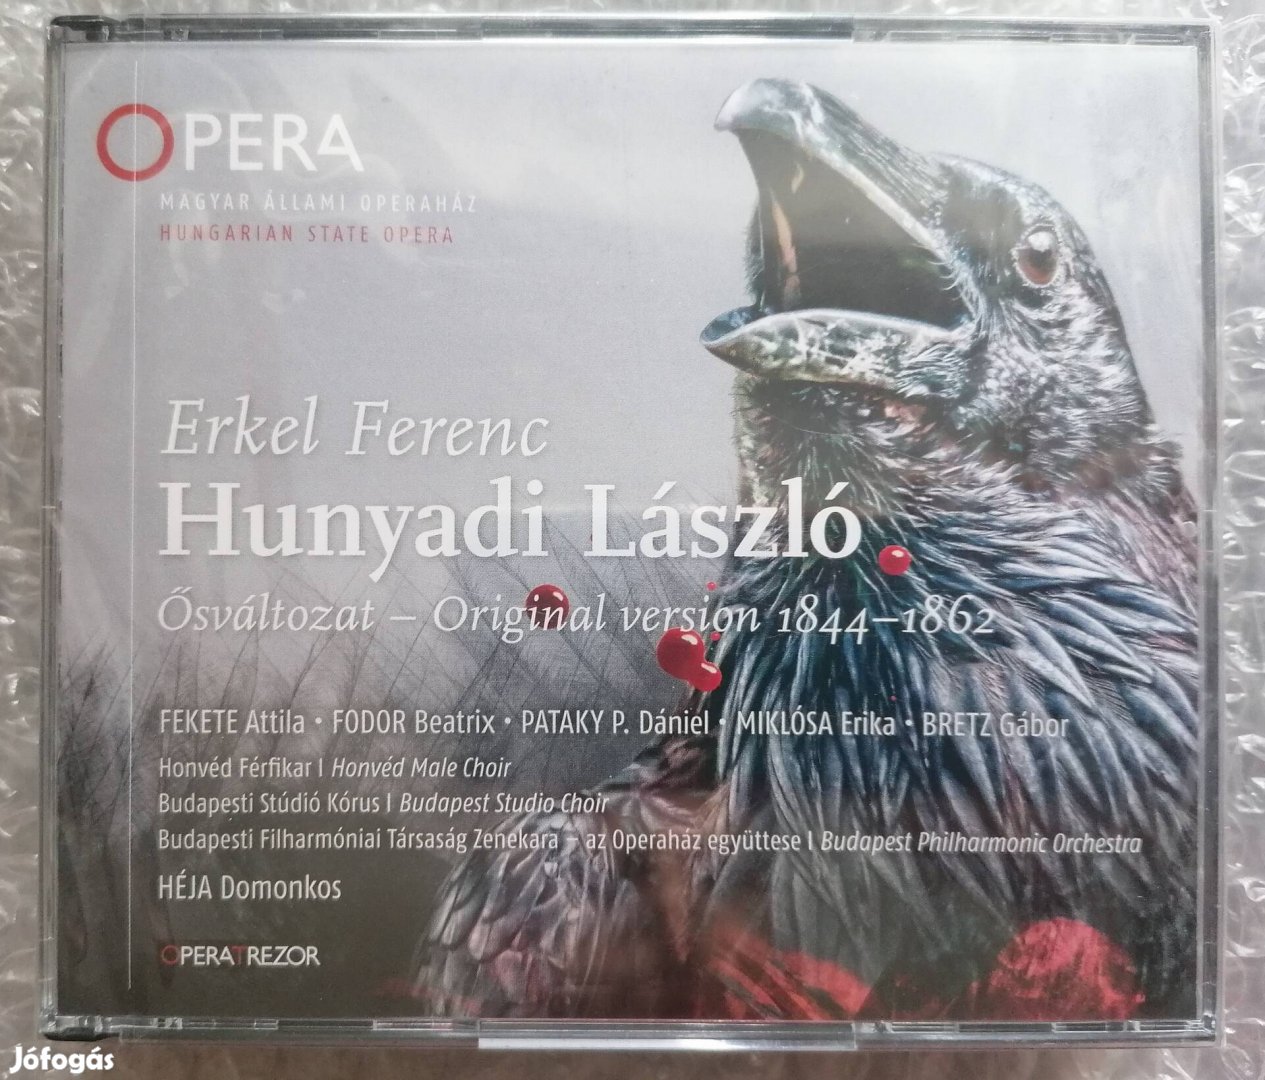 OPERA
MAGYAR ÁLLAMI OPERAHÁZ
HUNGARIAN STATE OPERA
Erkel Ferenc
Hunyadi László
Ősváltozat – Original version 1844–1862
FEKETE Attila • FODOR Beatrix • PATAKY P. Dániel • MIKLÓSA Erika • BRETZ Gábor
Honvéd Férfikar I Honvéd Male Choir
Budapesti Stúdió Kórus I Budapest Studio Choir
Budapesti Filharmóniai Társaság Zenekara – az Operaház együttese I Budapest Philharmonic Orchestra
HÉJA Domonkos
OPERATREZOR
Jófogás